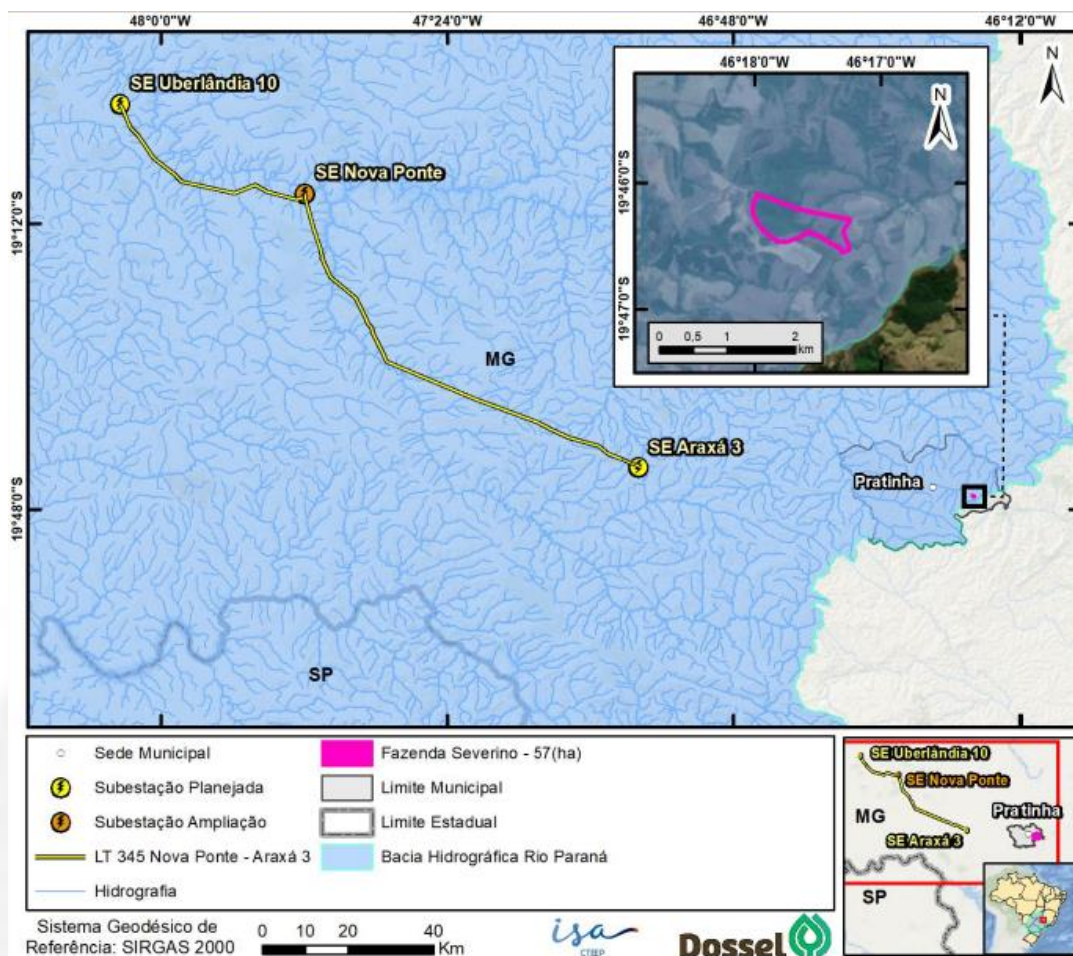 48°0'0"W
47°24'0"W
46°48'0"W
46°12'0"W
N
SE Uberlândia 10
46°18'0"W
46°17'0"W
N
19°46'0"S
19°47'0"S
0 0,5 1 2
km
SE Nova Ponte
19°12'0"S
MG
SE Araxá 3
Pratinha
19°48'0"S
SP
Sede Municipal
Subestação Planejada
Subestação Ampliação
LT 345 Nova Ponte - Araxá 3
Hidrografia
Fazenda Severino - 57(ha)
Limite Municipal
Limite Estadual
Bacia Hidrográfica Rio Paraná
SE Uberlândia 10
SE Nova Ponte
Pratinha
MG
SE Araxá 3
SP
Sistema Geodésico de
Referência: SIRGAS 2000
0 10 20 40
Km
isa
CTEEP
Dossel